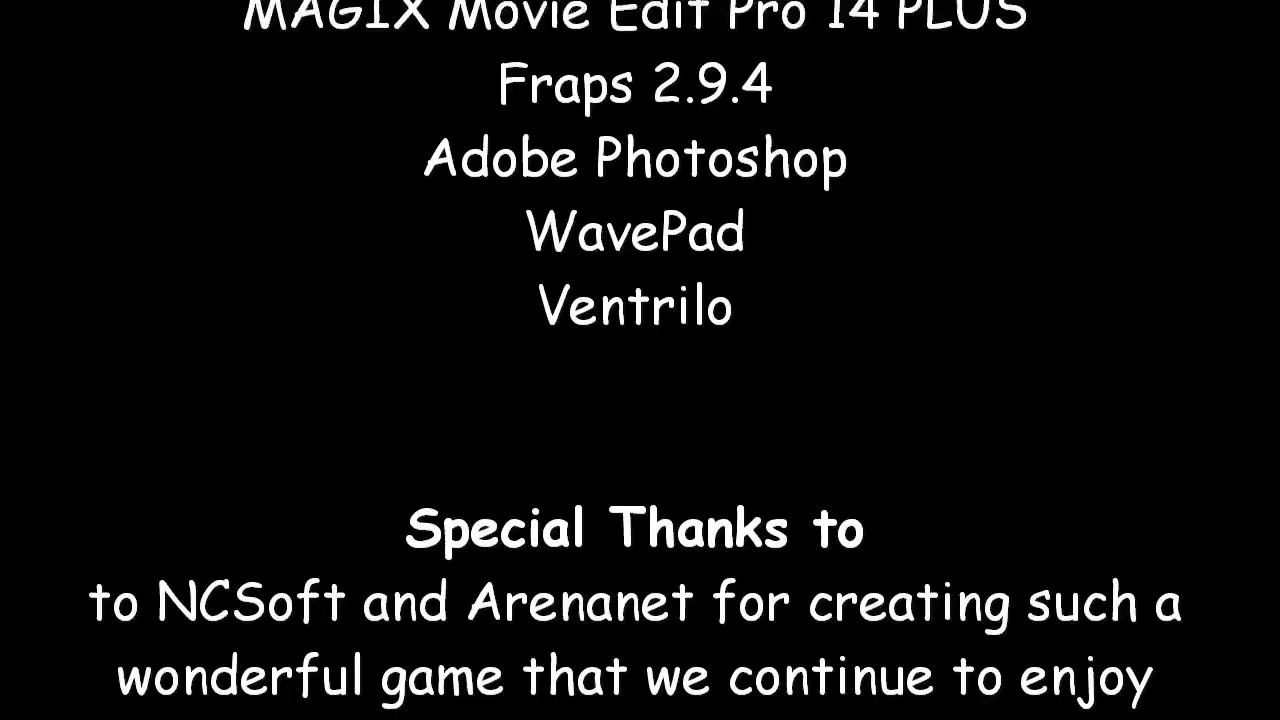 MAGIX Movie Edit Pro 14 PLUS
Fraps 2.9.4
Adobe Photoshop
WavePad
Ventrilo
Special Thanks to
to NCSoft and Arenanet for creating such a
wonderful game that we continue to enjoy